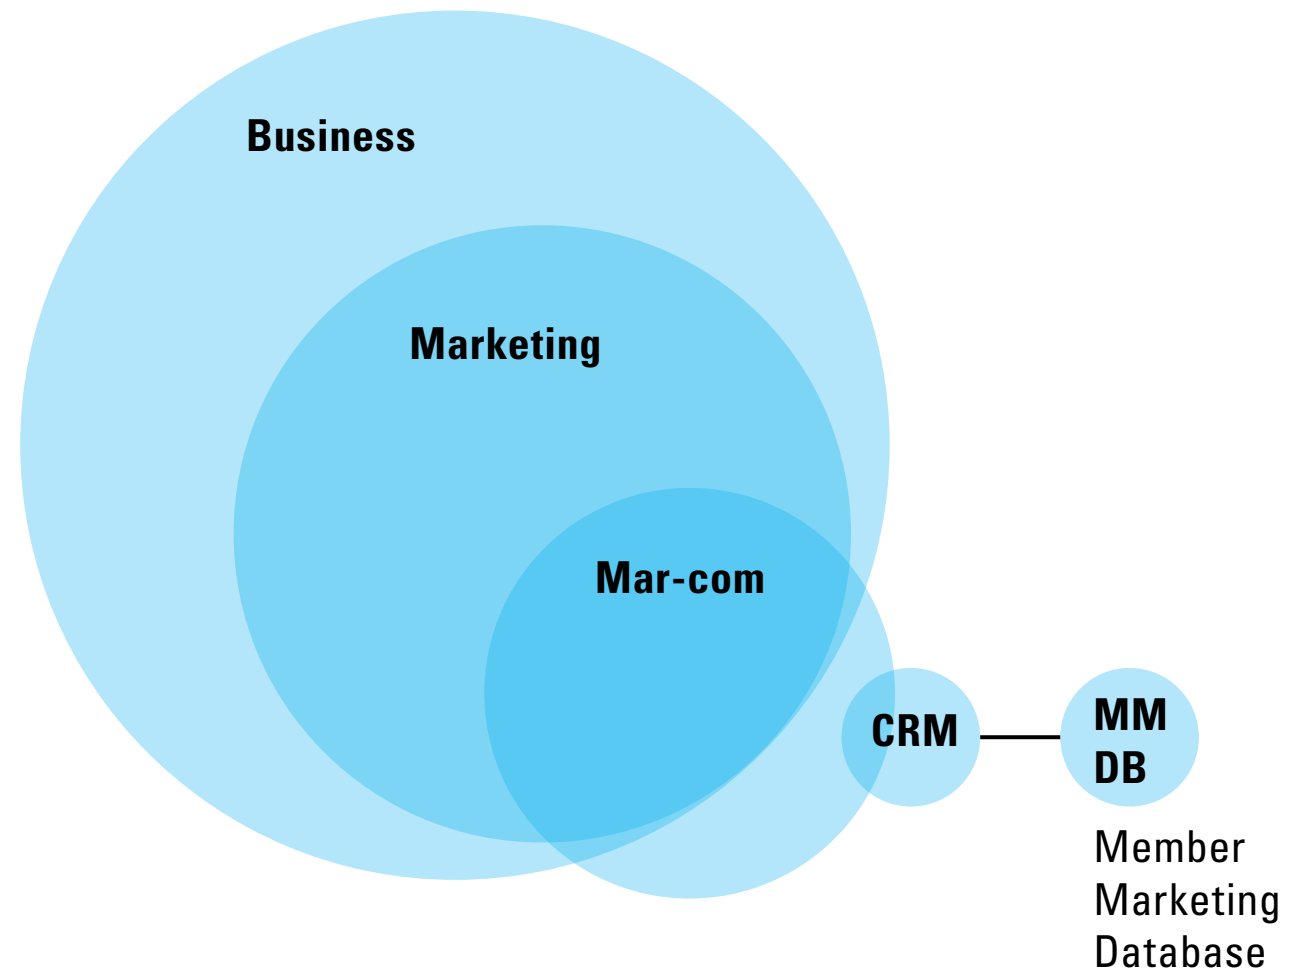 Business
Marketing
Mar-com
CRM
MM
DB
Member
Marketing
Database